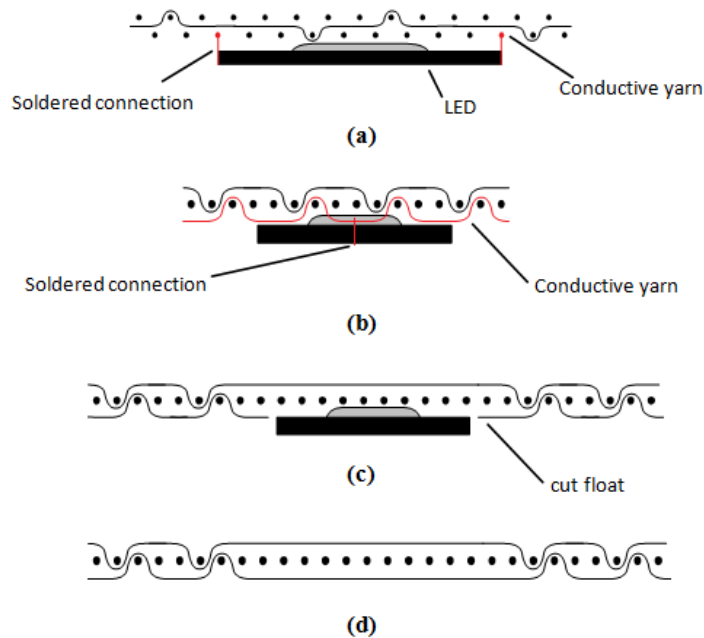 Soldered connection
Conductive yarn
LED
(a)
Soldered connection
Conductive yarn
(b)
(c)
cut float
(d)